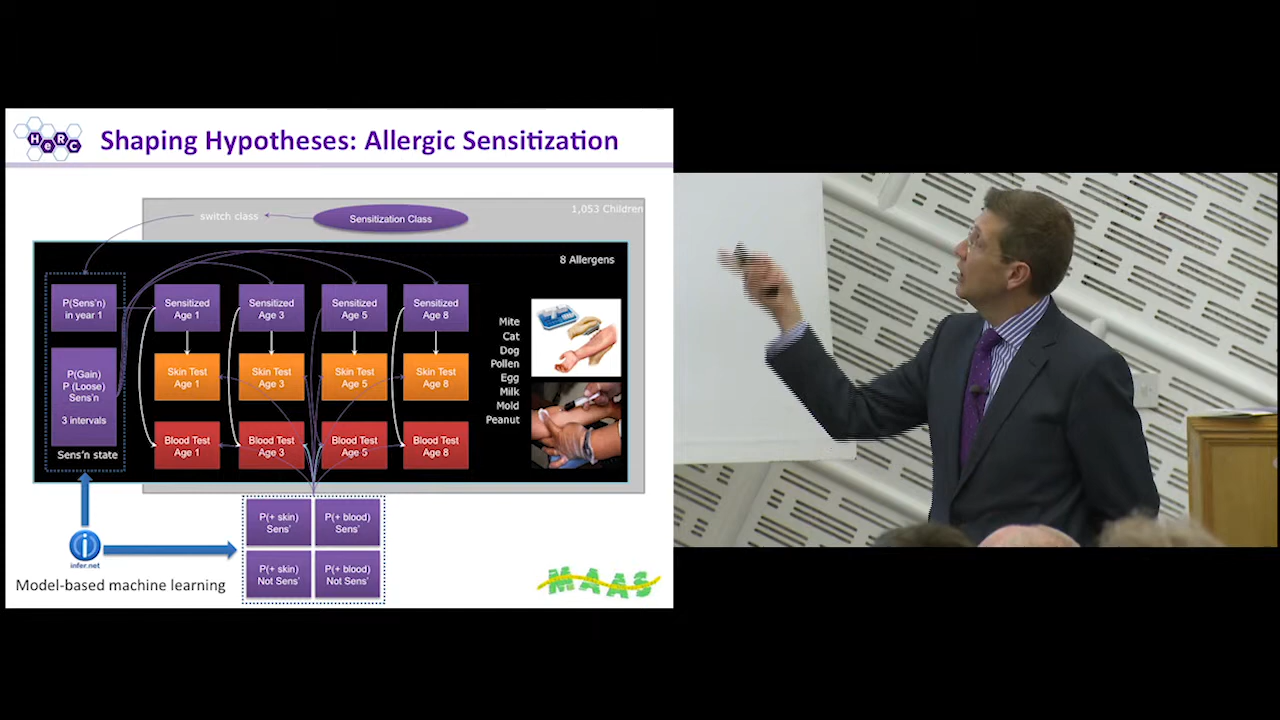 HeRC
Shaping Hypotheses: Allergic Sensitization
switch class
Sensitization Class
1,053 Children
8 Allergens
P(Sens'n)
in year 1
Sensitized
Age 1
Sensitized
Age 3
Sensitized
Age 5
Sensitized
Age 8
P(Gain)
P (Loose)
Sens'n
3 intervals
Skin Test
Age 1
Skin Test
Age 3
Skin Test
Age 5
Skin Test
Age 8
Mite
Cat
Dog
Pollen
Egg
Milk
Mold
Peanut
Sens'n state
Blood Test
Age 1
Blood Test
Age 3
Blood Test
Age 5
Blood Test
Age 8
P(+ skin)
Sens'
P(+ blood)
Sens'
P(+ skin)
Not Sens'
P(+ blood)
Not Sens'
i
infer.net
Model-based machine learning
MAAS